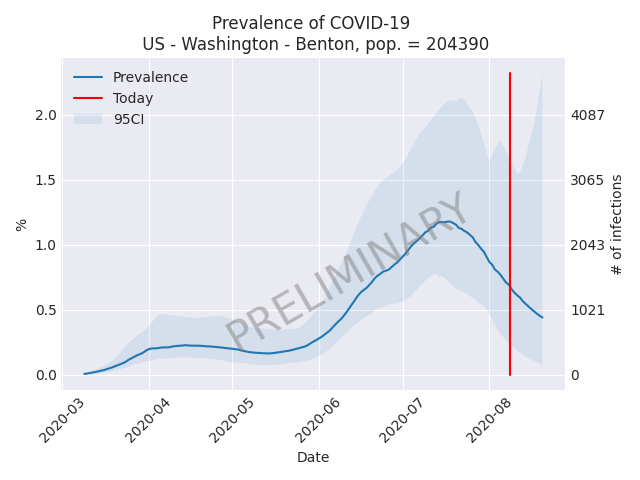 Prevalence of COVID-19
US - Washington - Benton, pop. = 204390
Prevalence
Today
95CI
2.0
1.5
1.0
0.5
0.0
%
4087
3065
2043
1021
0
# of infections
PRELIMINARY
2020-03
2020-04
2020-05
2020-06
2020-07
2020-08
Date